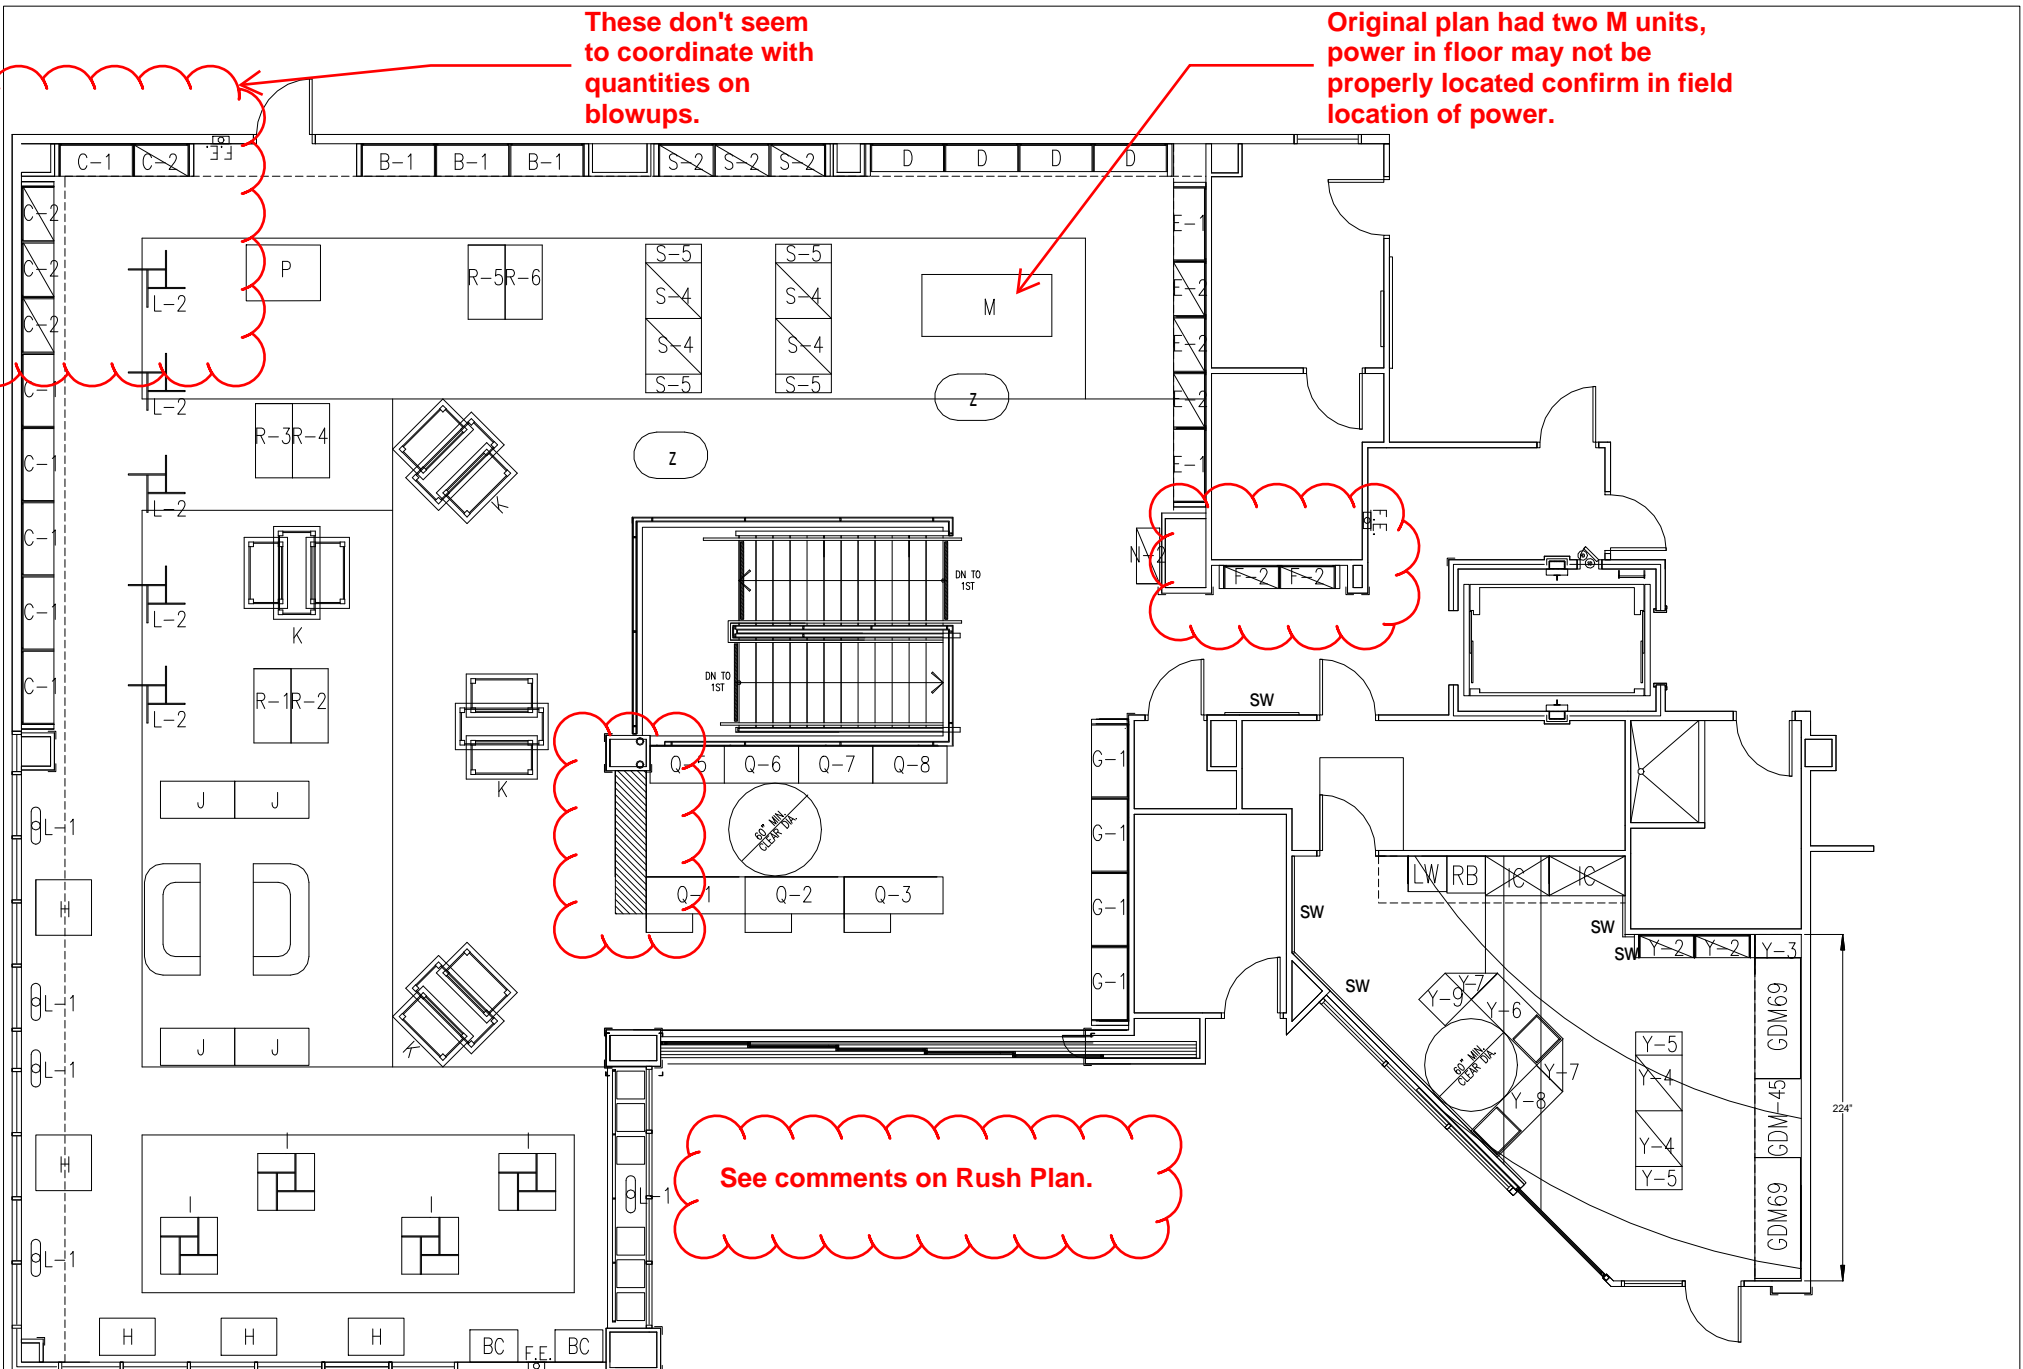 These don't seem
to coordinate with
quantities on
blowups.
Original plan had two M units,
power in floor may not be
properly located confirm in field
location of power.
F.E.
C-1 C-2 B-1 B-1 B-1 S-2 S-2 S-2 D D D D
C-2
C-2
C-2
C-1
C-1
C-1
C-1
C-1
L-2
L-2
L-2
L-2
L-2
P
R-5 R-6
S-5
S-4
S-4
S-5
S-5
S-4
S-4
S-5
M
E-1
E-2
E-2
E-2
E-1
Z
Z
R-3 R-4
K
K
R-1 R-2
K
K
N-2
F-2 F-2
F.E.
DN TO
1ST
DN TO
1ST
SW
Q-5 Q-6 Q-7 Q-8
60" MIN.
CLEAR DIA.
Q-1 Q-2 Q-3
G-1
G-1
G-1
G-1
J J
J J
L-1
H
L-1
L-1
H
L-1
I
I
I
I
L-1
H H H
BC F.E. BC
See comments on Rush Plan.
LW RB IC IC
SW
SW
SW
SW
Y-2 Y-2 Y-3
Y-9
Y-7
Y-6
60" MIN.
CLEAR DIA.
Y-7
Y-8
Y-5
Y-4
Y-4
Y-5
GDM69
GDM-45
GDM69
224"